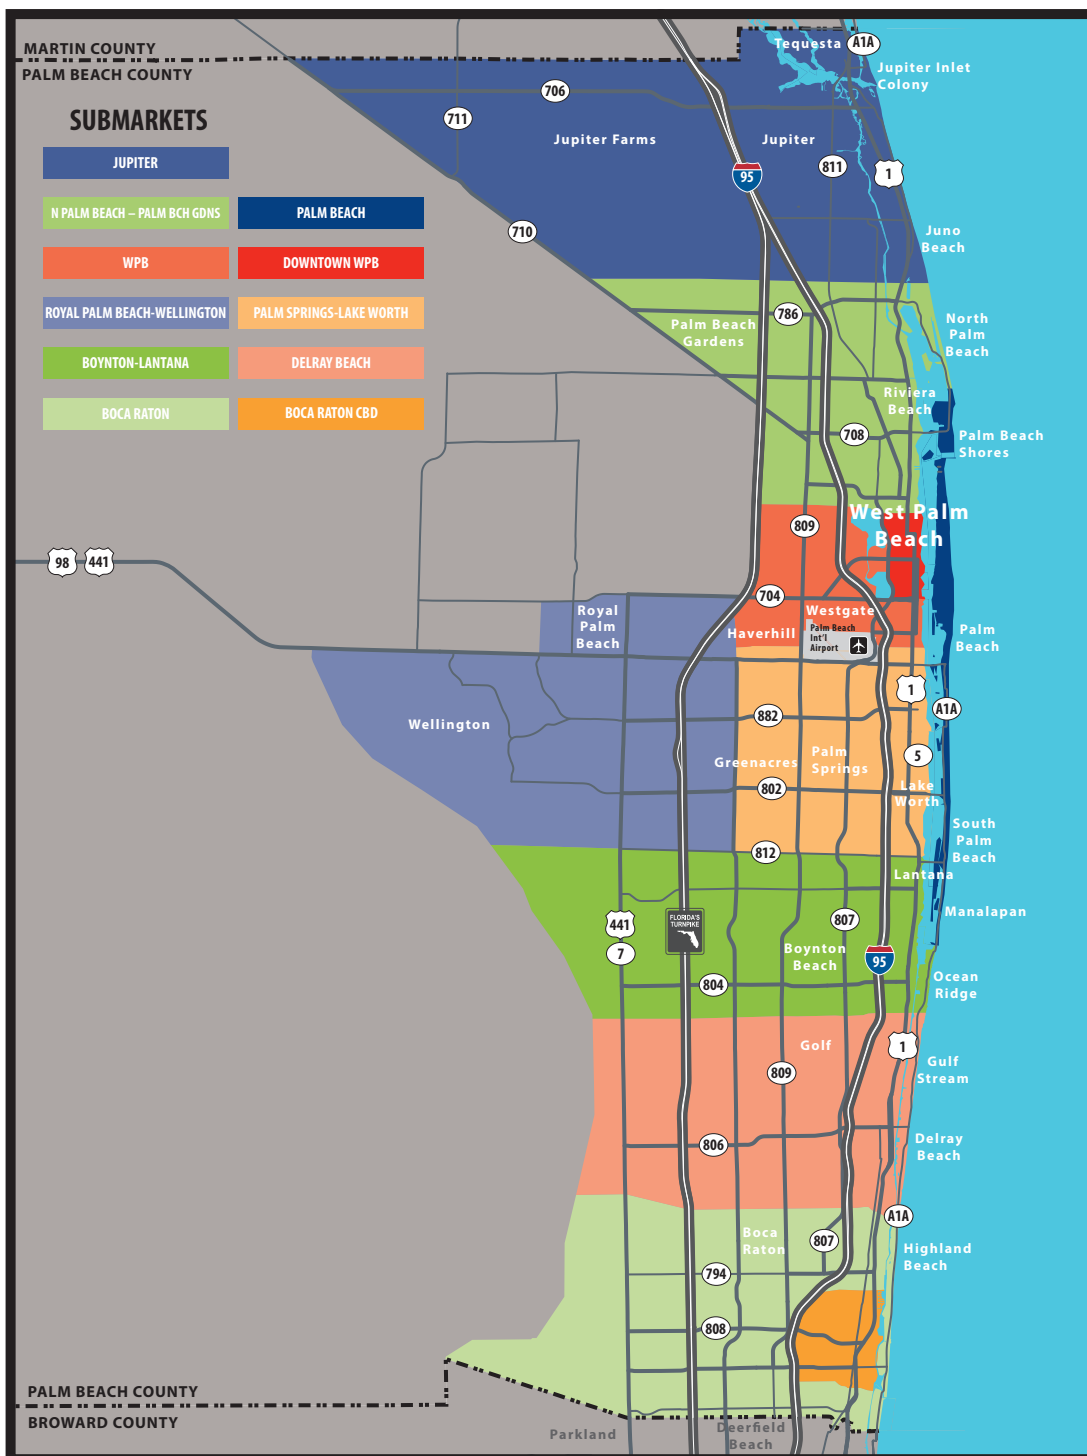 MARTIN COUNTY
PALM BEACH COUNTY
SUBMARKETS
JUPITER
N PALM BEACH – PALM BCH GDNS
PALM BEACH
WPB
DOWNTOWN WPB
ROYAL PALM BEACH-WELLINGTON
PALM SPRINGS-LAKE WORTH
BOYNTON-LANTANA
DELRAY BEACH
BOCA RATON
BOCA RATON CBD
Tequesta
A1A
Jupiter Inlet
Colony
706
711
Jupiter Farms
Jupiter
811
95
1
710
Juno
Beach
786
Palm Beach
Gardens
North
Palm
Beach
Riviera
Beach
708
Palm Beach
Shores
West Palm
Beach
809
98
441
704
Royal
Palm
Beach
Westgate
Haverhill
Palm Beach
Int'l
Airport
Palm
Beach
1
A1A
882
Wellington
Greenacres
Palm
Springs
5
802
Lake
Worth
South
Palm
Beach
812
Lantana
Manalapan
441
7
FLORIDA'S
TURNPIKE
807
Boynton
Beach
95
804
Ocean
Ridge
Golf
1
809
Gulf
Stream
806
Delray
Beach
A1A
Boca
Raton
807
Highland
Beach
794
808
PALM BEACH COUNTY
BROWARD COUNTY
Parkland
Deerfield
Beach